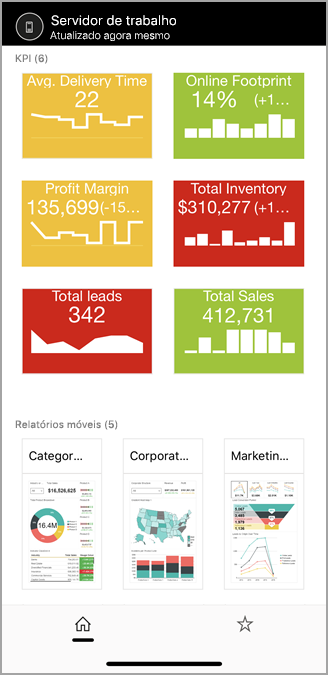 Servidor de trabalho
Atualizado agora mesmo
KPI (6)
Avg. Delivery Time
22
Online Footprint
14% (+1...
Profit Margin
135,699(-15...
Total Inventory
$310,277 (+1...
Total leads
342
Total Sales
412,731
Relatórios móveis (5)
Categor...
Corporat...
Marketin...
$16,526,625
16.4M